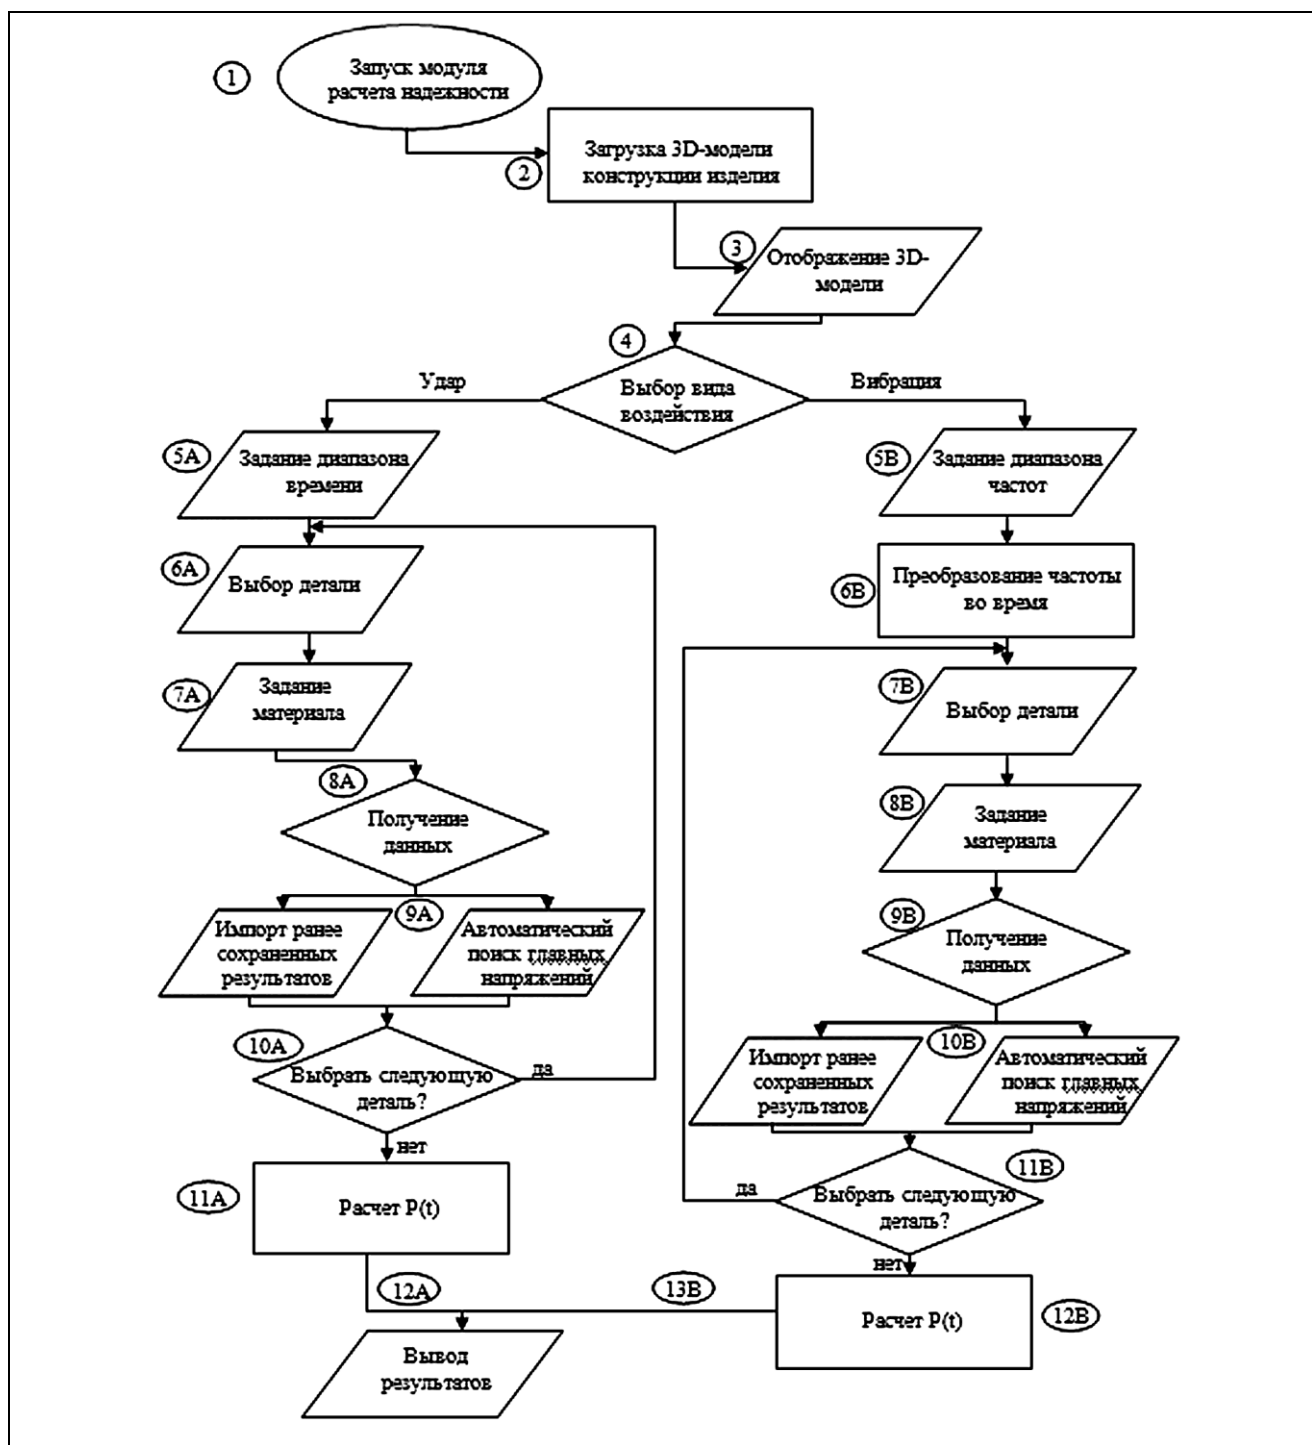 1
Запуск модуля
расчета надежности
2
Загрузка 3D-модели
конструкции изделия
3
Отображение 3D-
модели
4
Выбор вида
воздействия
Удар
Вибрация
5А
Задание диапазона
времени
6А
Выбор детали
7А
Задание
материала
8А
Получение
данных
9А
Импорт ранее
сохраненных
результатов
Автоматический
поиск главных
напряжений
10А
Выбрать следующую
деталь?
да
нет
11А
Расчет P(t)
12А
5В
Задание диапазона
частот
6В
Преобразование частоты
во время
7В
Выбор детали
8В
Задание
материала
9В
Получение
данных
10В
Импорт ранее
сохраненных
результатов
Автоматический
поиск главных
напряжений
11В
Выбрать следующую
деталь?
да
нет
12В
Расчет P(t)
13В
Вывод
результатов